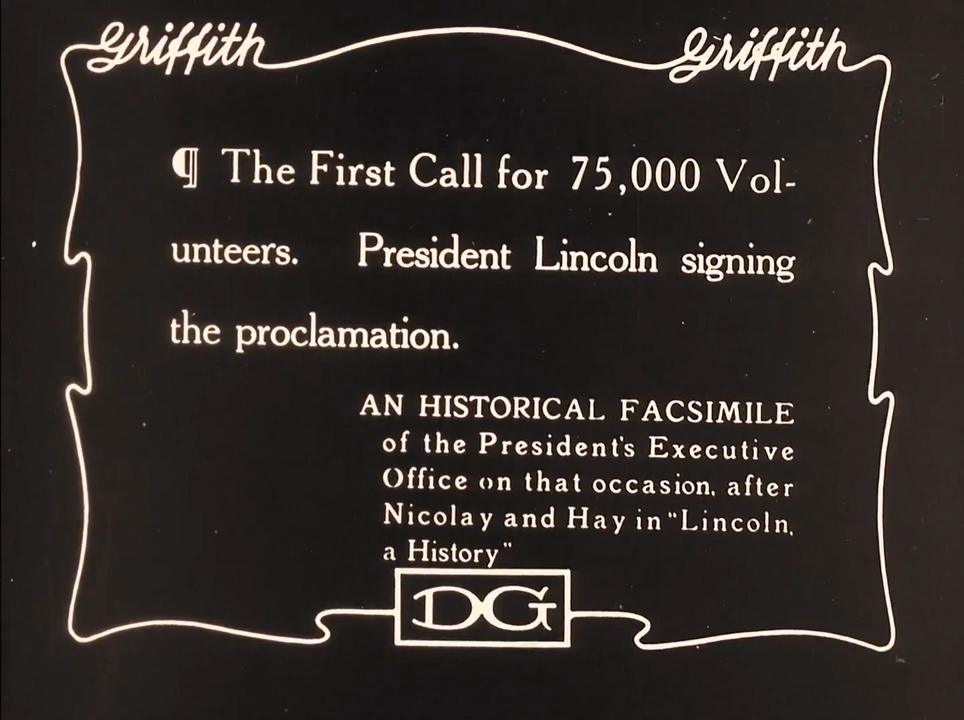 Griffith Griffith
¶ The First Call for 75,000 Vol-
unteers. President Lincoln signing
the proclamation.
AN HISTORICAL FACSIMILE
of the President's Executive
Office on that occasion, after
Nicolay and Hay in "Lincoln,
a History"
DG